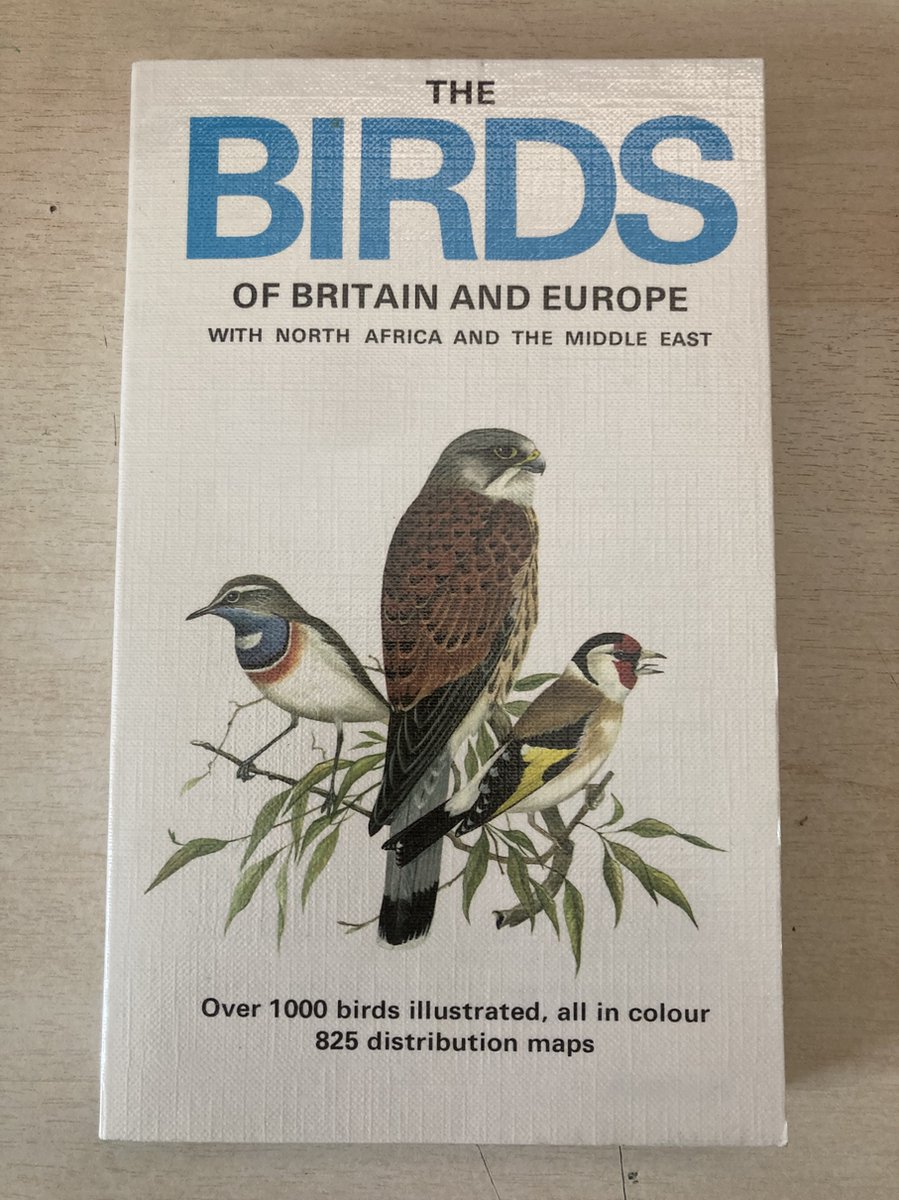 THE
BIRDS
OF BRITAIN AND EUROPE
WITH NORTH AFRICA AND THE MIDDLE EAST
Over 1000 birds illustrated, all in colour
825 distribution maps